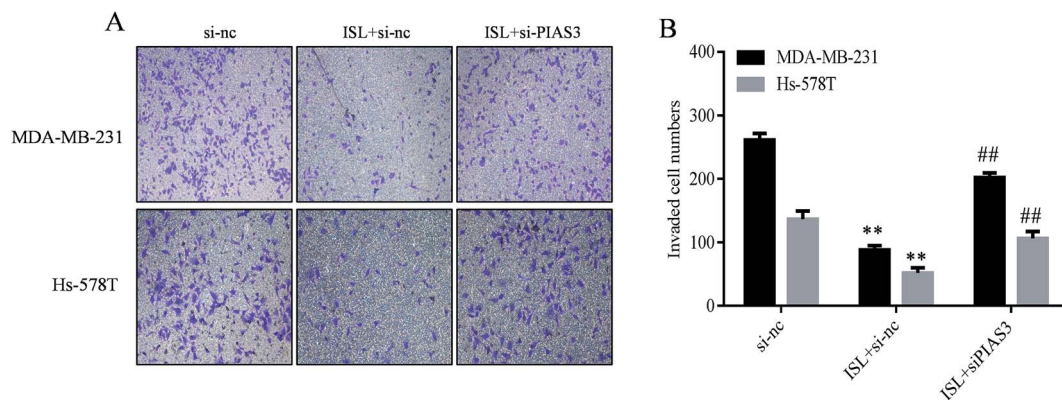 A
si-nc
ISL+si-nc
ISL+si-PIAS3
MDA-MB-231
Hs-578T
B
Invaded cell numbers
400
300
200
100
0
MDA-MB-231
Hs-578T
**
**
##
##
si-nc
ISL+si-nc
ISL+siPIAS3